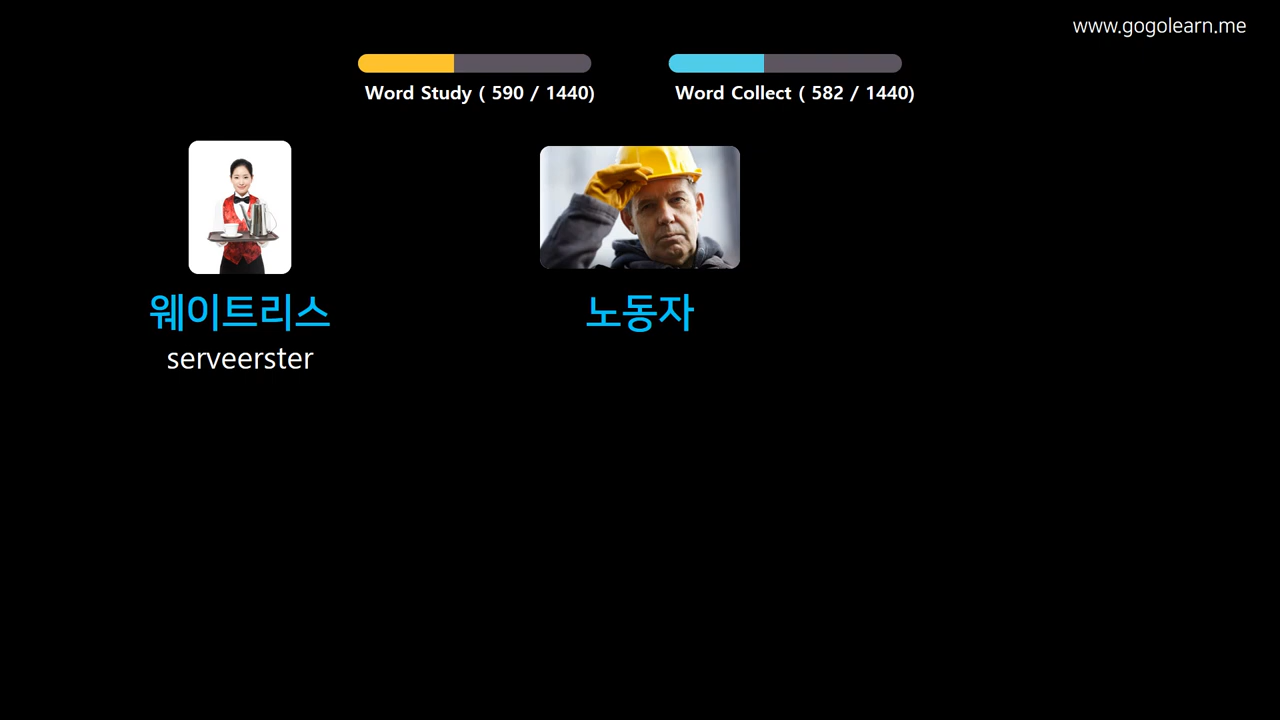 www.gogolearn.me
Word Study ( 590 / 1440)
Word Collect ( 582 / 1440)
웨이트리스
노동자
serveerster